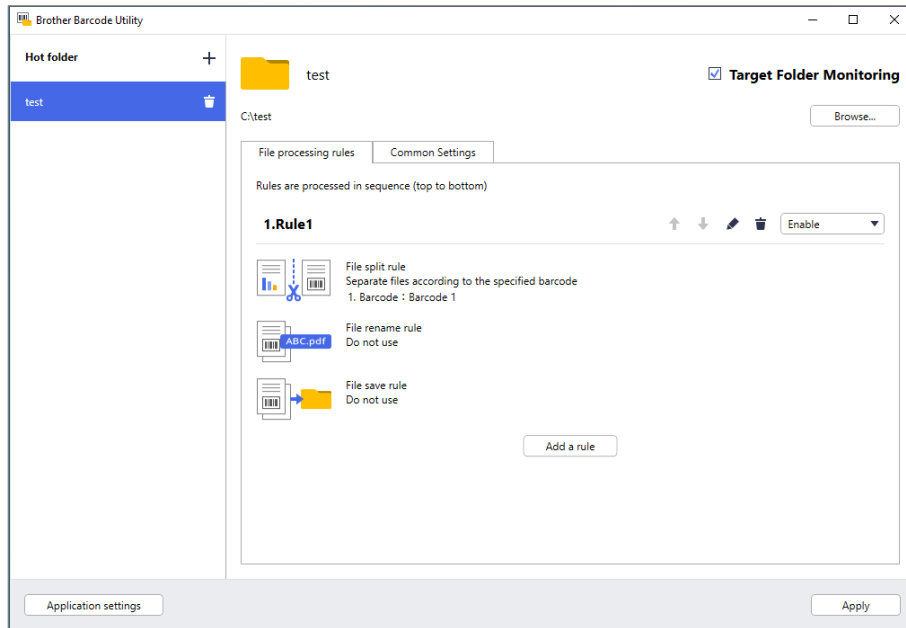 Brother Barcode Utility
Hot folder
test
test
Target Folder Monitoring
C:\test
Browse...
File processing rules
Common Settings
Rules are processed in sequence (top to bottom)
1.Rule1
Enable
File split rule
Separate files according to the specified barcode
1. Barcode : Barcode 1
ABC.pdf
File rename rule
Do not use
File save rule
Do not use
Add a rule
Application settings
Apply